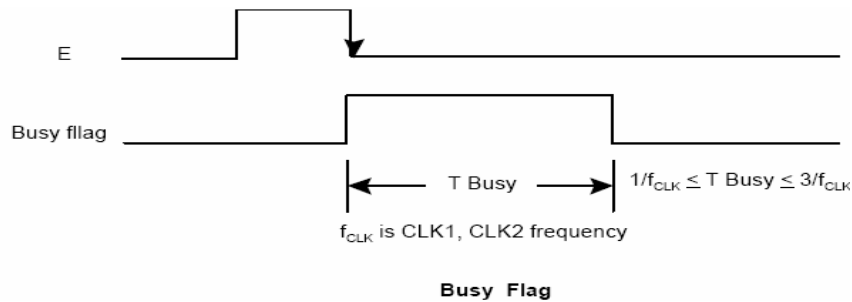 E
Busy fllag
T Busy
1/fCLK ≤ T Busy ≤ 3/fCLK
fCLK is CLK1, CLK2 frequency
Busy Flag